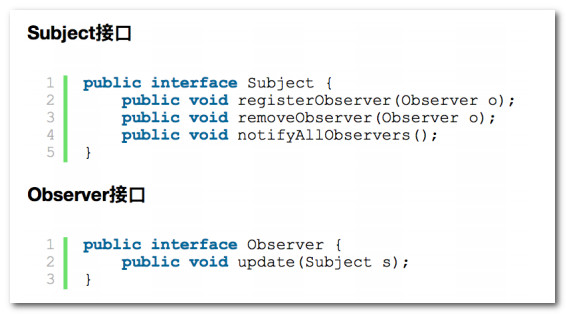 Subject接口
1 public interface Subject {
2     public void registerObserver(Observer o);
3     public void removeObserver(Observer o);
4     public void notifyAllObservers();
5 }
Observer接口
1 public interface Observer {
2     public void update(Subject s);
3 }